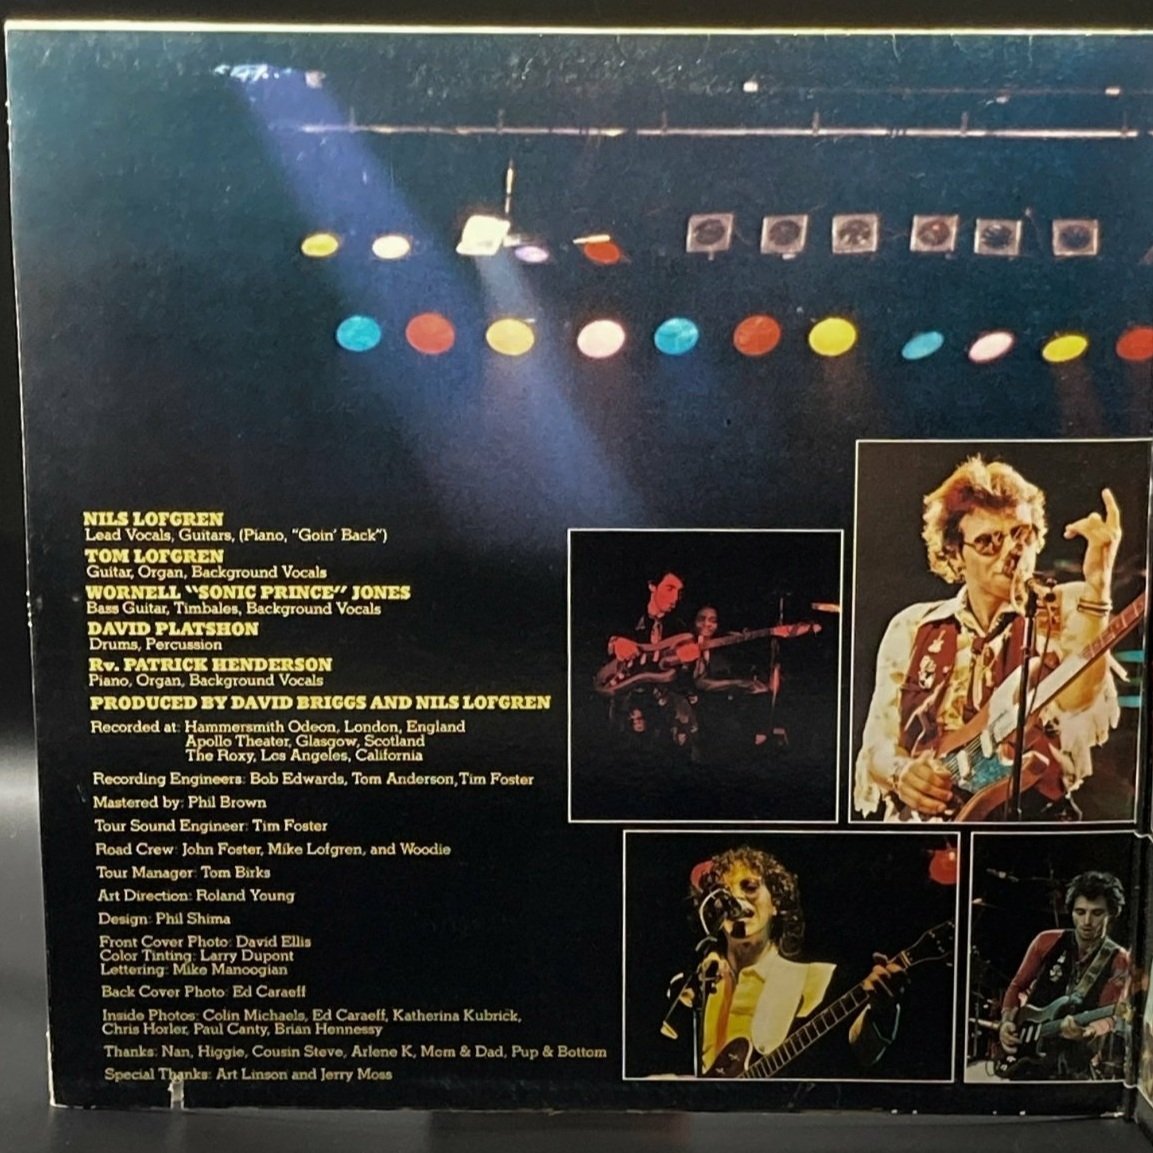 NILS LOFGREN
Lead Vocals, Guitars, (Piano, "Goin' Back")
TOM LOFGREN
Guitar, Organ, Background Vocals
WORNELL "SONIC PRINCE" JONES
Bass Guitar, Timbales, Background Vocals
DAVID PLATSHON
Drums, Percussion
Rv. PATRICK HENDERSON
Piano, Organ, Background Vocals
PRODUCED BY DAVID BRIGGS AND NILS LOFGREN
Recorded at: Hammersmith Odeon, London, England
Apollo Theater, Glasgow, Scotland
The Roxy, Los Angeles, California
Recording Engineers: Bob Edwards, Tom Anderson, Tim Foster
Mastered by: Phil Brown
Tour Sound Engineer: Tim Foster
Road Crew: John Foster, Mike Lofgren, and Woodie
Tour Manager: Tom Birks
Art Direction: Roland Young
Design: Phil Shima
Front Cover Photo: David Ellis
Color Tinting: Larry Dupont
Lettering: Mike Manoogian
Back Cover Photo: Ed Caraeff
Inside Photos: Colin Michaels, Ed Caraeff, Katherina Kubrick,
Chris Horler, Paul Canty, Brian Hennessy
Thanks: Nan, Higgie, Cousin Steve, Arlene K, Mom & Dad, Pup & Bottom
Special Thanks: Art Linson and Jerry Moss